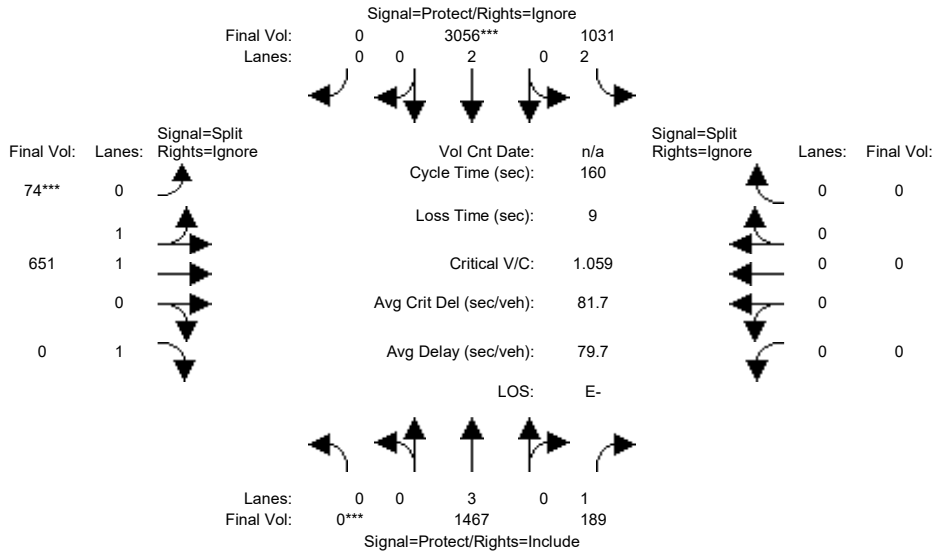 Signal=Protect/Rights=Ignore
Final Vol: 0 3056*** 1031
Lanes: 0 0 2 0 2
Signal=Split
Final Vol: Lanes: Rights=Ignore
Vol Cnt Date: n/a
Signal=Split
Rights=Ignore Lanes: Final Vol:
Cycle Time (sec): 160
74*** 0
0 0
Loss Time (sec): 9
1
0
651 1
Critical V/C: 1.059
0 0
0
Avg Crit Del (sec/veh): 81.7
0
0 1
Avg Delay (sec/veh): 79.7
0 0
LOS: E-
Lanes: 0 0 3 0 1
Final Vol: 0*** 1467 189
Signal=Protect/Rights=Include